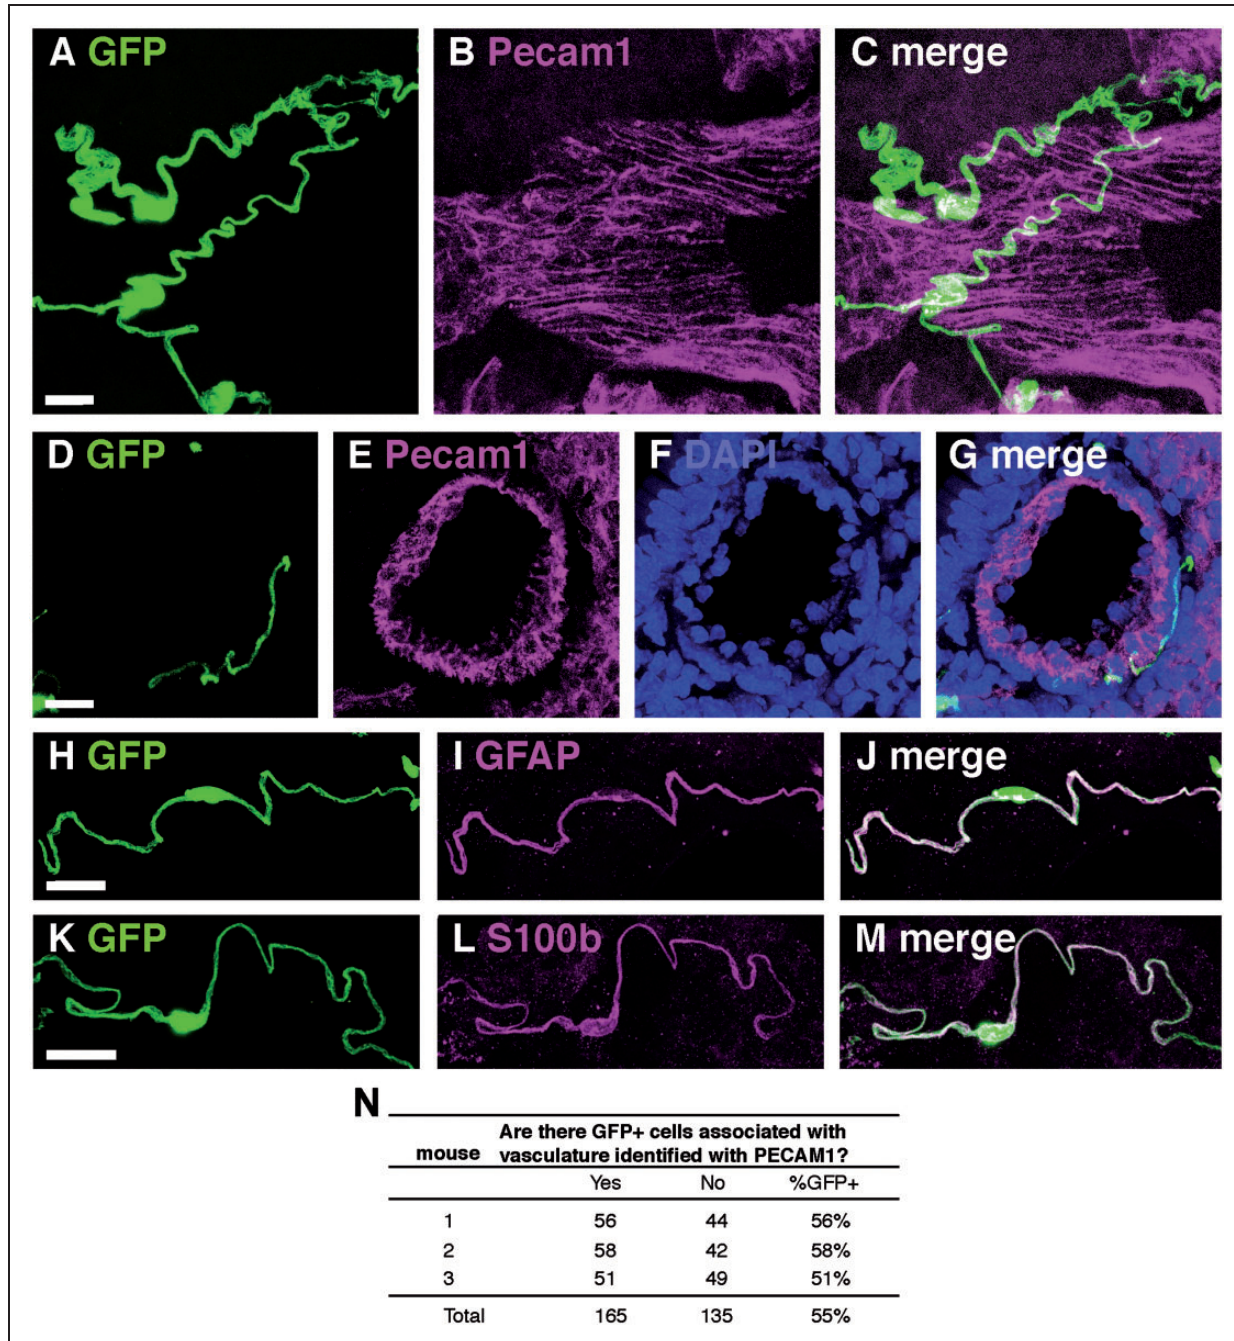 A GFP
B Pecam1
C merge
D GFP
E Pecam1
F DAPI
G merge
H GFP
I GFAP
J merge
K GFP
L S100b
M merge
N
Are there GFP+ cells associated with
mouse vasculature identified with PECAM1?
Yes No %GFP+
1 56 44 56%
2 58 42 58%
3 51 49 51%
Total 165 135 55%